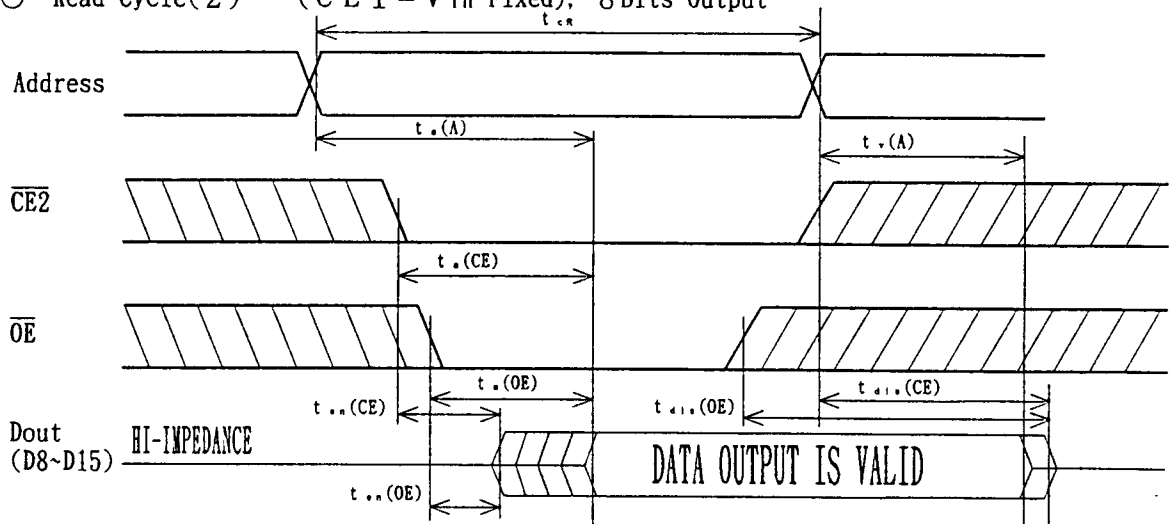 Read Cycle(2) (CE1=VIH Fixed), 8bits Output
tcR
Address
ta(A)
tv(A)
CE2
ta(CE)
OE
ta(OE)
tdis(CE)
ten(CE)
tdis(OE)
Dout
(D8~D15)
HI-IMPEDANCE
DATA OUTPUT IS VALID
ten(OE)